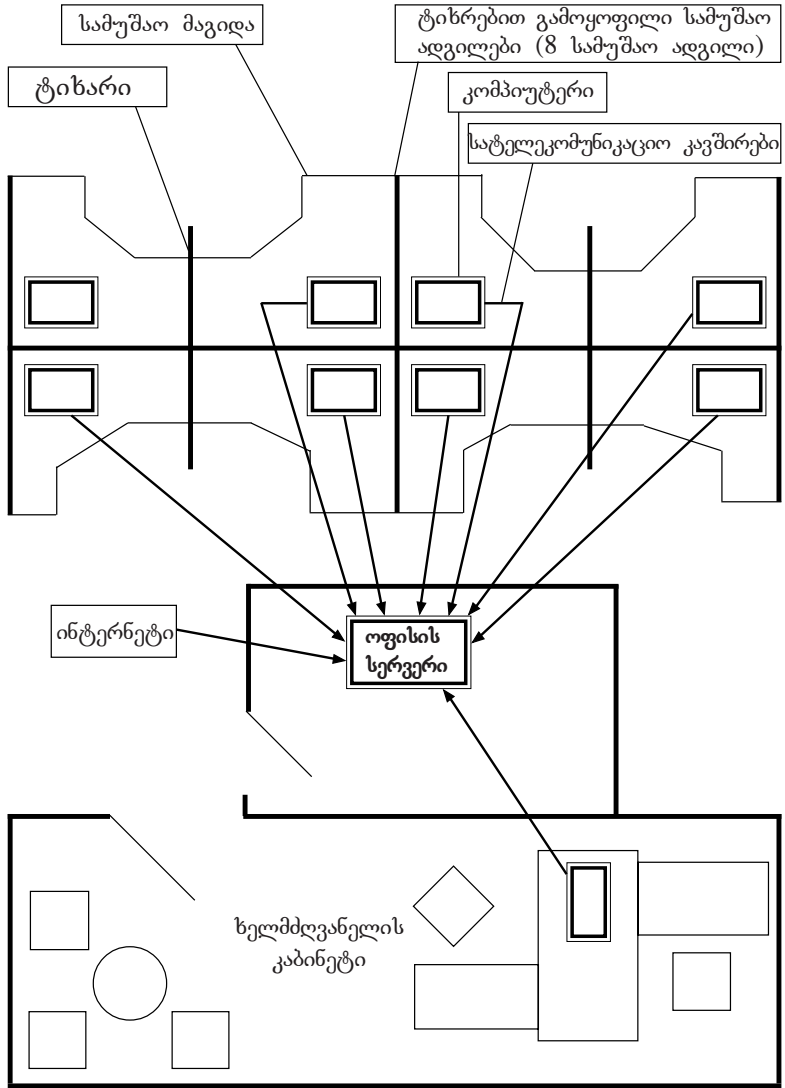 სამუშაო მაგიდა
ტიხრებით გამოყოფილი სამუშაო
ადგილები (8 სამუშაო ადგილი)
ტიხარი
კომპიუტერი
სატელეკომუნიკაციო კავშირები
ინტერნეტი
ოფისის
სერვერი
ხელმძღვანელის
კაბინეტი